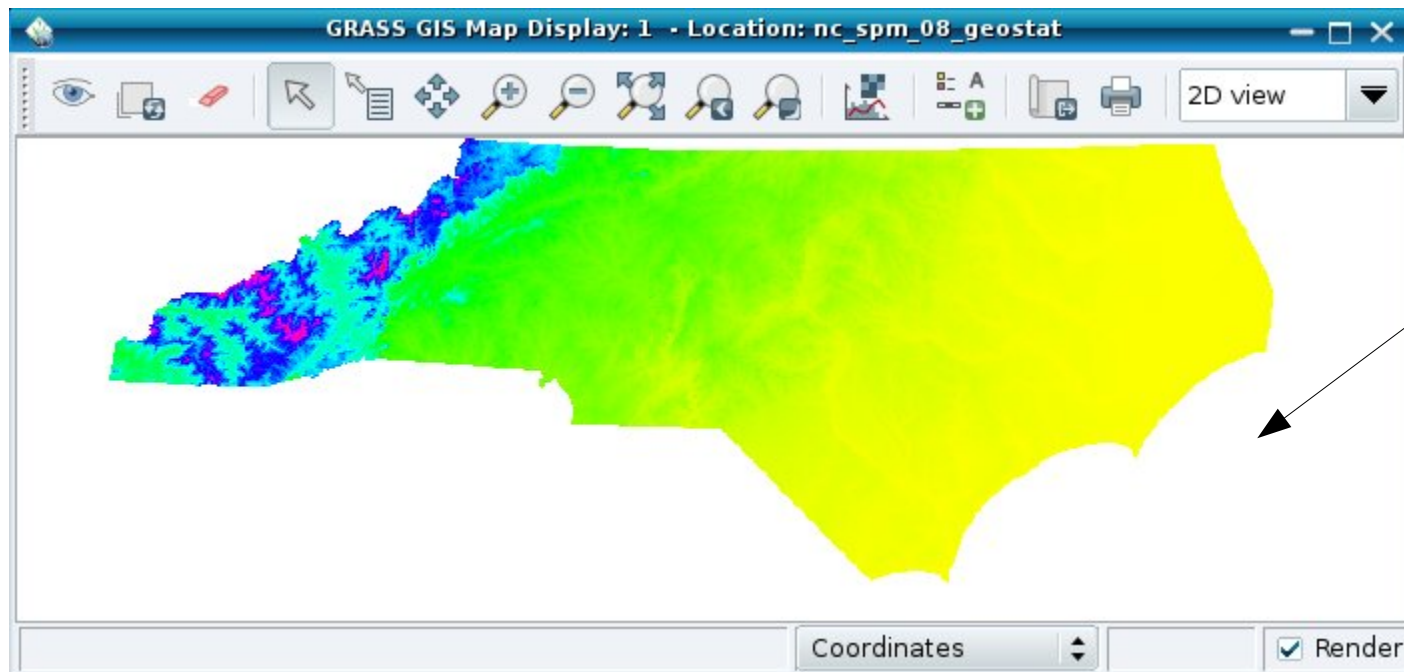 GRASS GIS Map Display: 1 - Location: nc_spm_08_geostat
A
2D view
Coordinates
Render